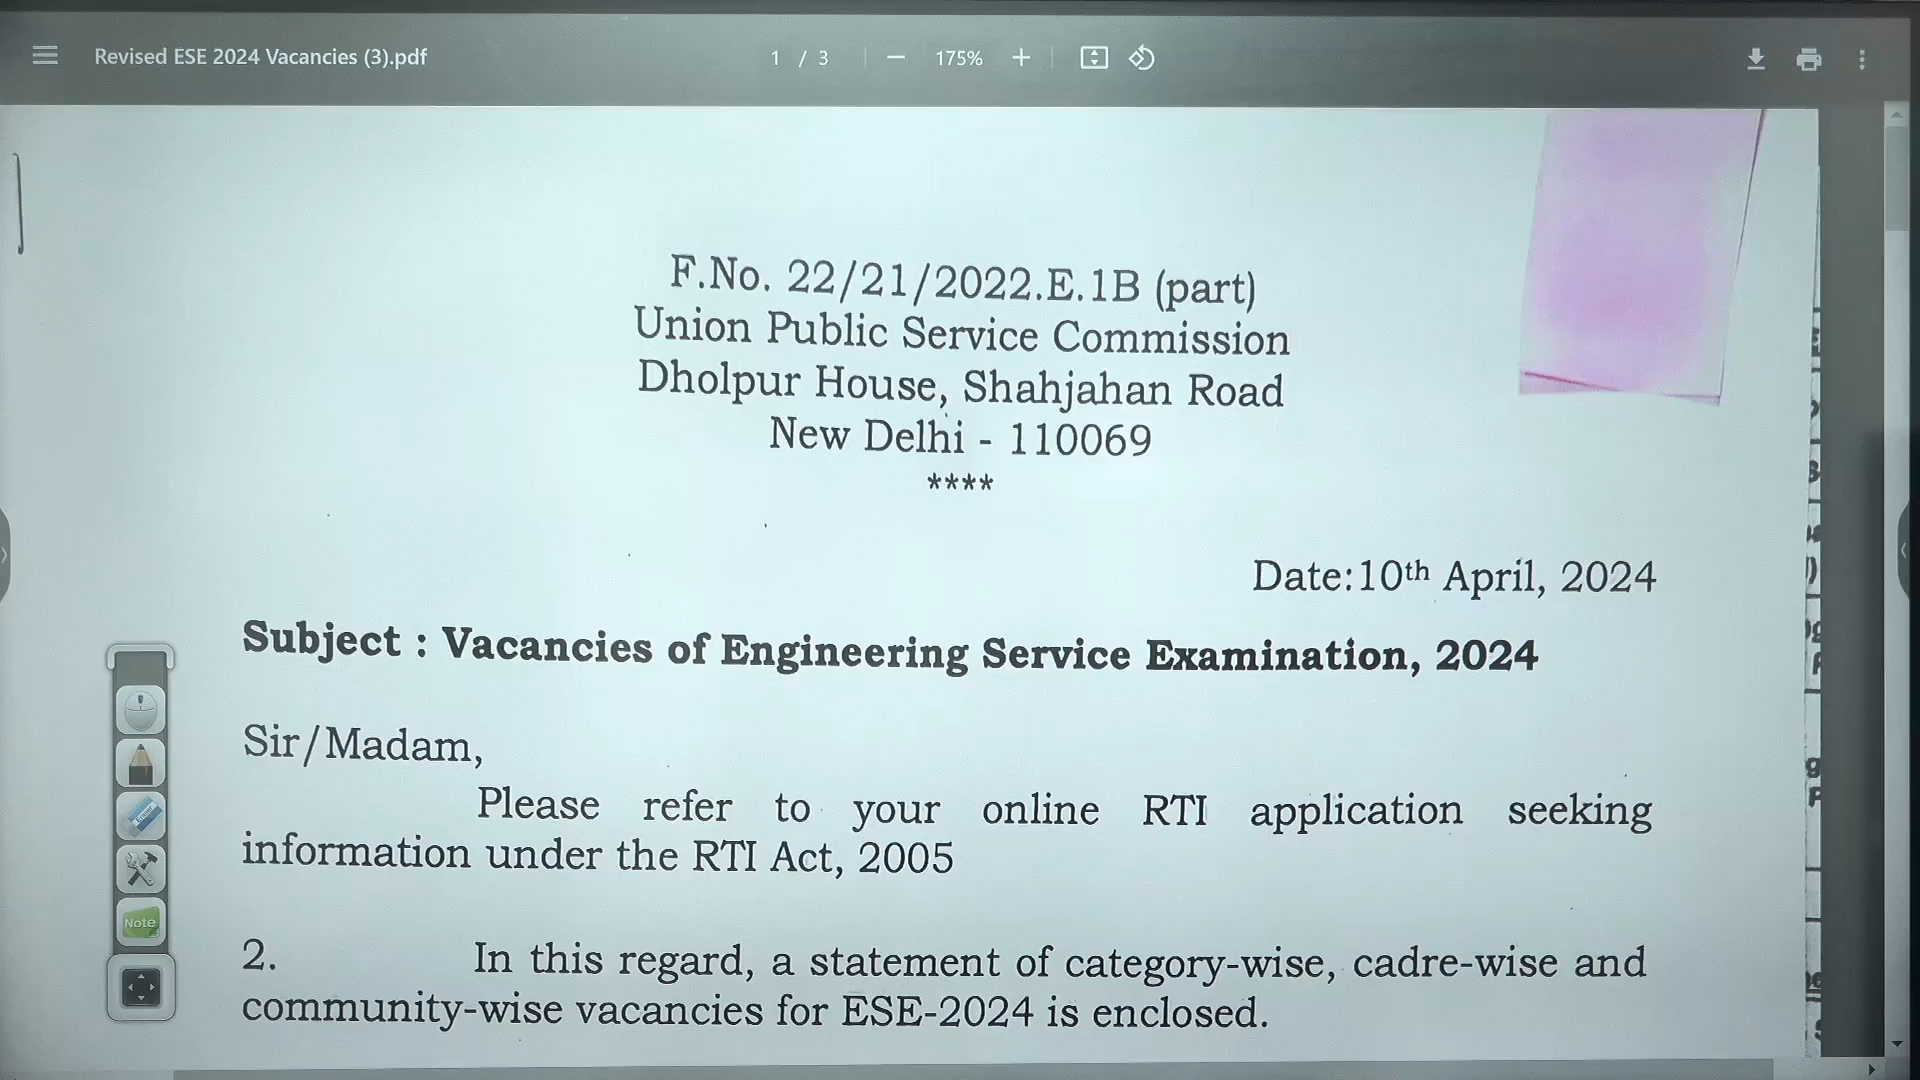 Revised ESE 2024 Vacancies (3).pdf
1 / 3
175%
F.No. 22/21/2022.E.1B (part)
Union Public Service Commission
Dholpur House, Shahjahan Road
New Delhi - 110069
****
Date:10th April, 2024
Subject : Vacancies of Engineering Service Examination, 2024
Sir/Madam,
Please refer to your online RTI application seeking
information under the RTI Act, 2005
2. In this regard, a statement of category-wise, cadre-wise and
community-wise vacancies for ESE-2024 is enclosed.
Note